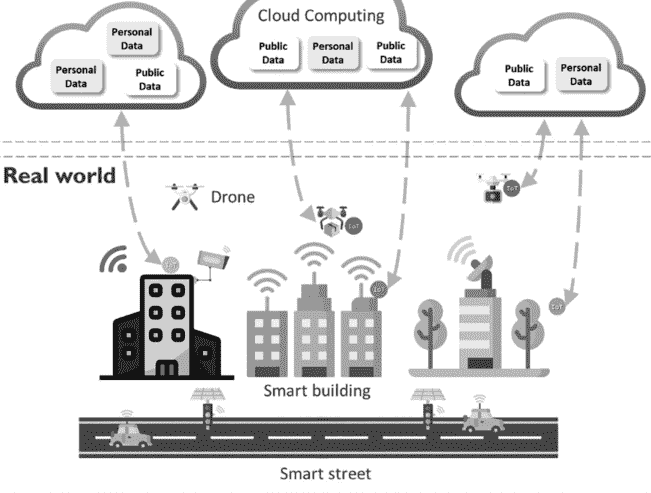 Cloud Computing
Personal
Data
Personal
Data
Public
Data
Public
Data
Personal
Data
Public
Data
Public
Data
Personal
Data
Real world
Drone
IoT
IoT
IoT
IoT
IoT
Smart building
Smart street